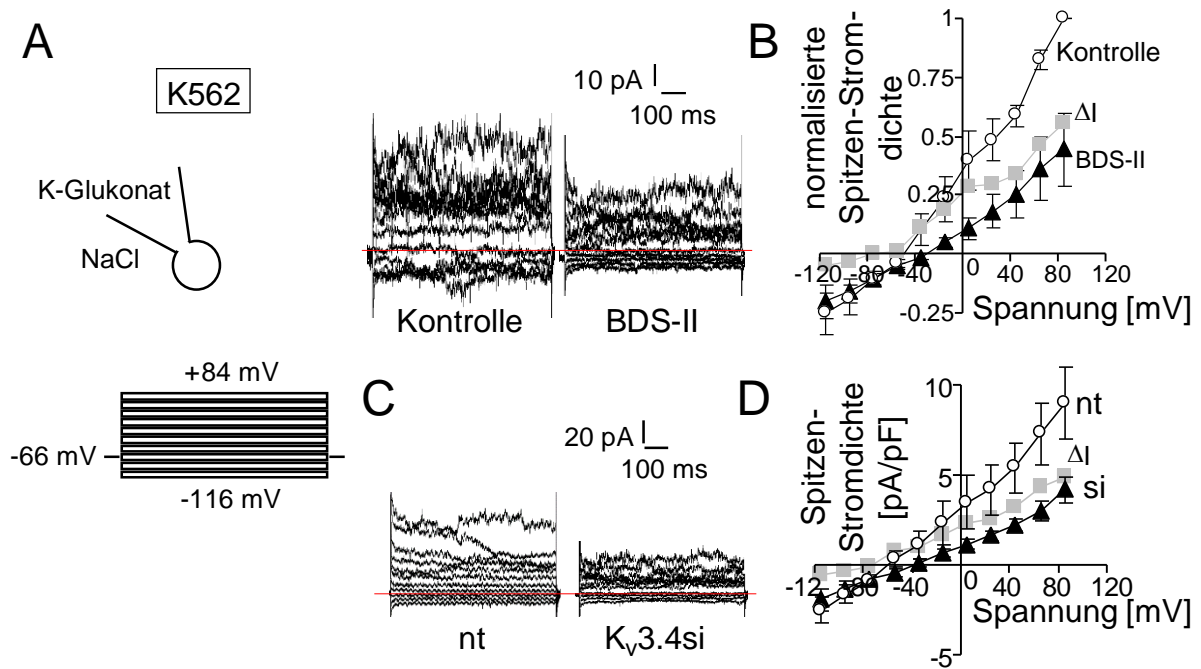 A
K562
K-Glukonat
NaCl
+84 mV
-66 mV
-116 mV
10 pA
100 ms
Kontrolle
BDS-II
B
normalisierte
Spitzen-Strom-
dichte
1
0.75
0.5
0.25
-0.25
-120
-80
-40
0
40
80
120
Spannung [mV]
Kontrolle
ΔI
BDS-II
C
20 pA
100 ms
nt
Kv3.4si
D
Spitzen-
Stromdichte
[pA/pF]
10
5
-5
-12
-80
-40
0
40
80
120
Spannung [mV]
nt
ΔI
si